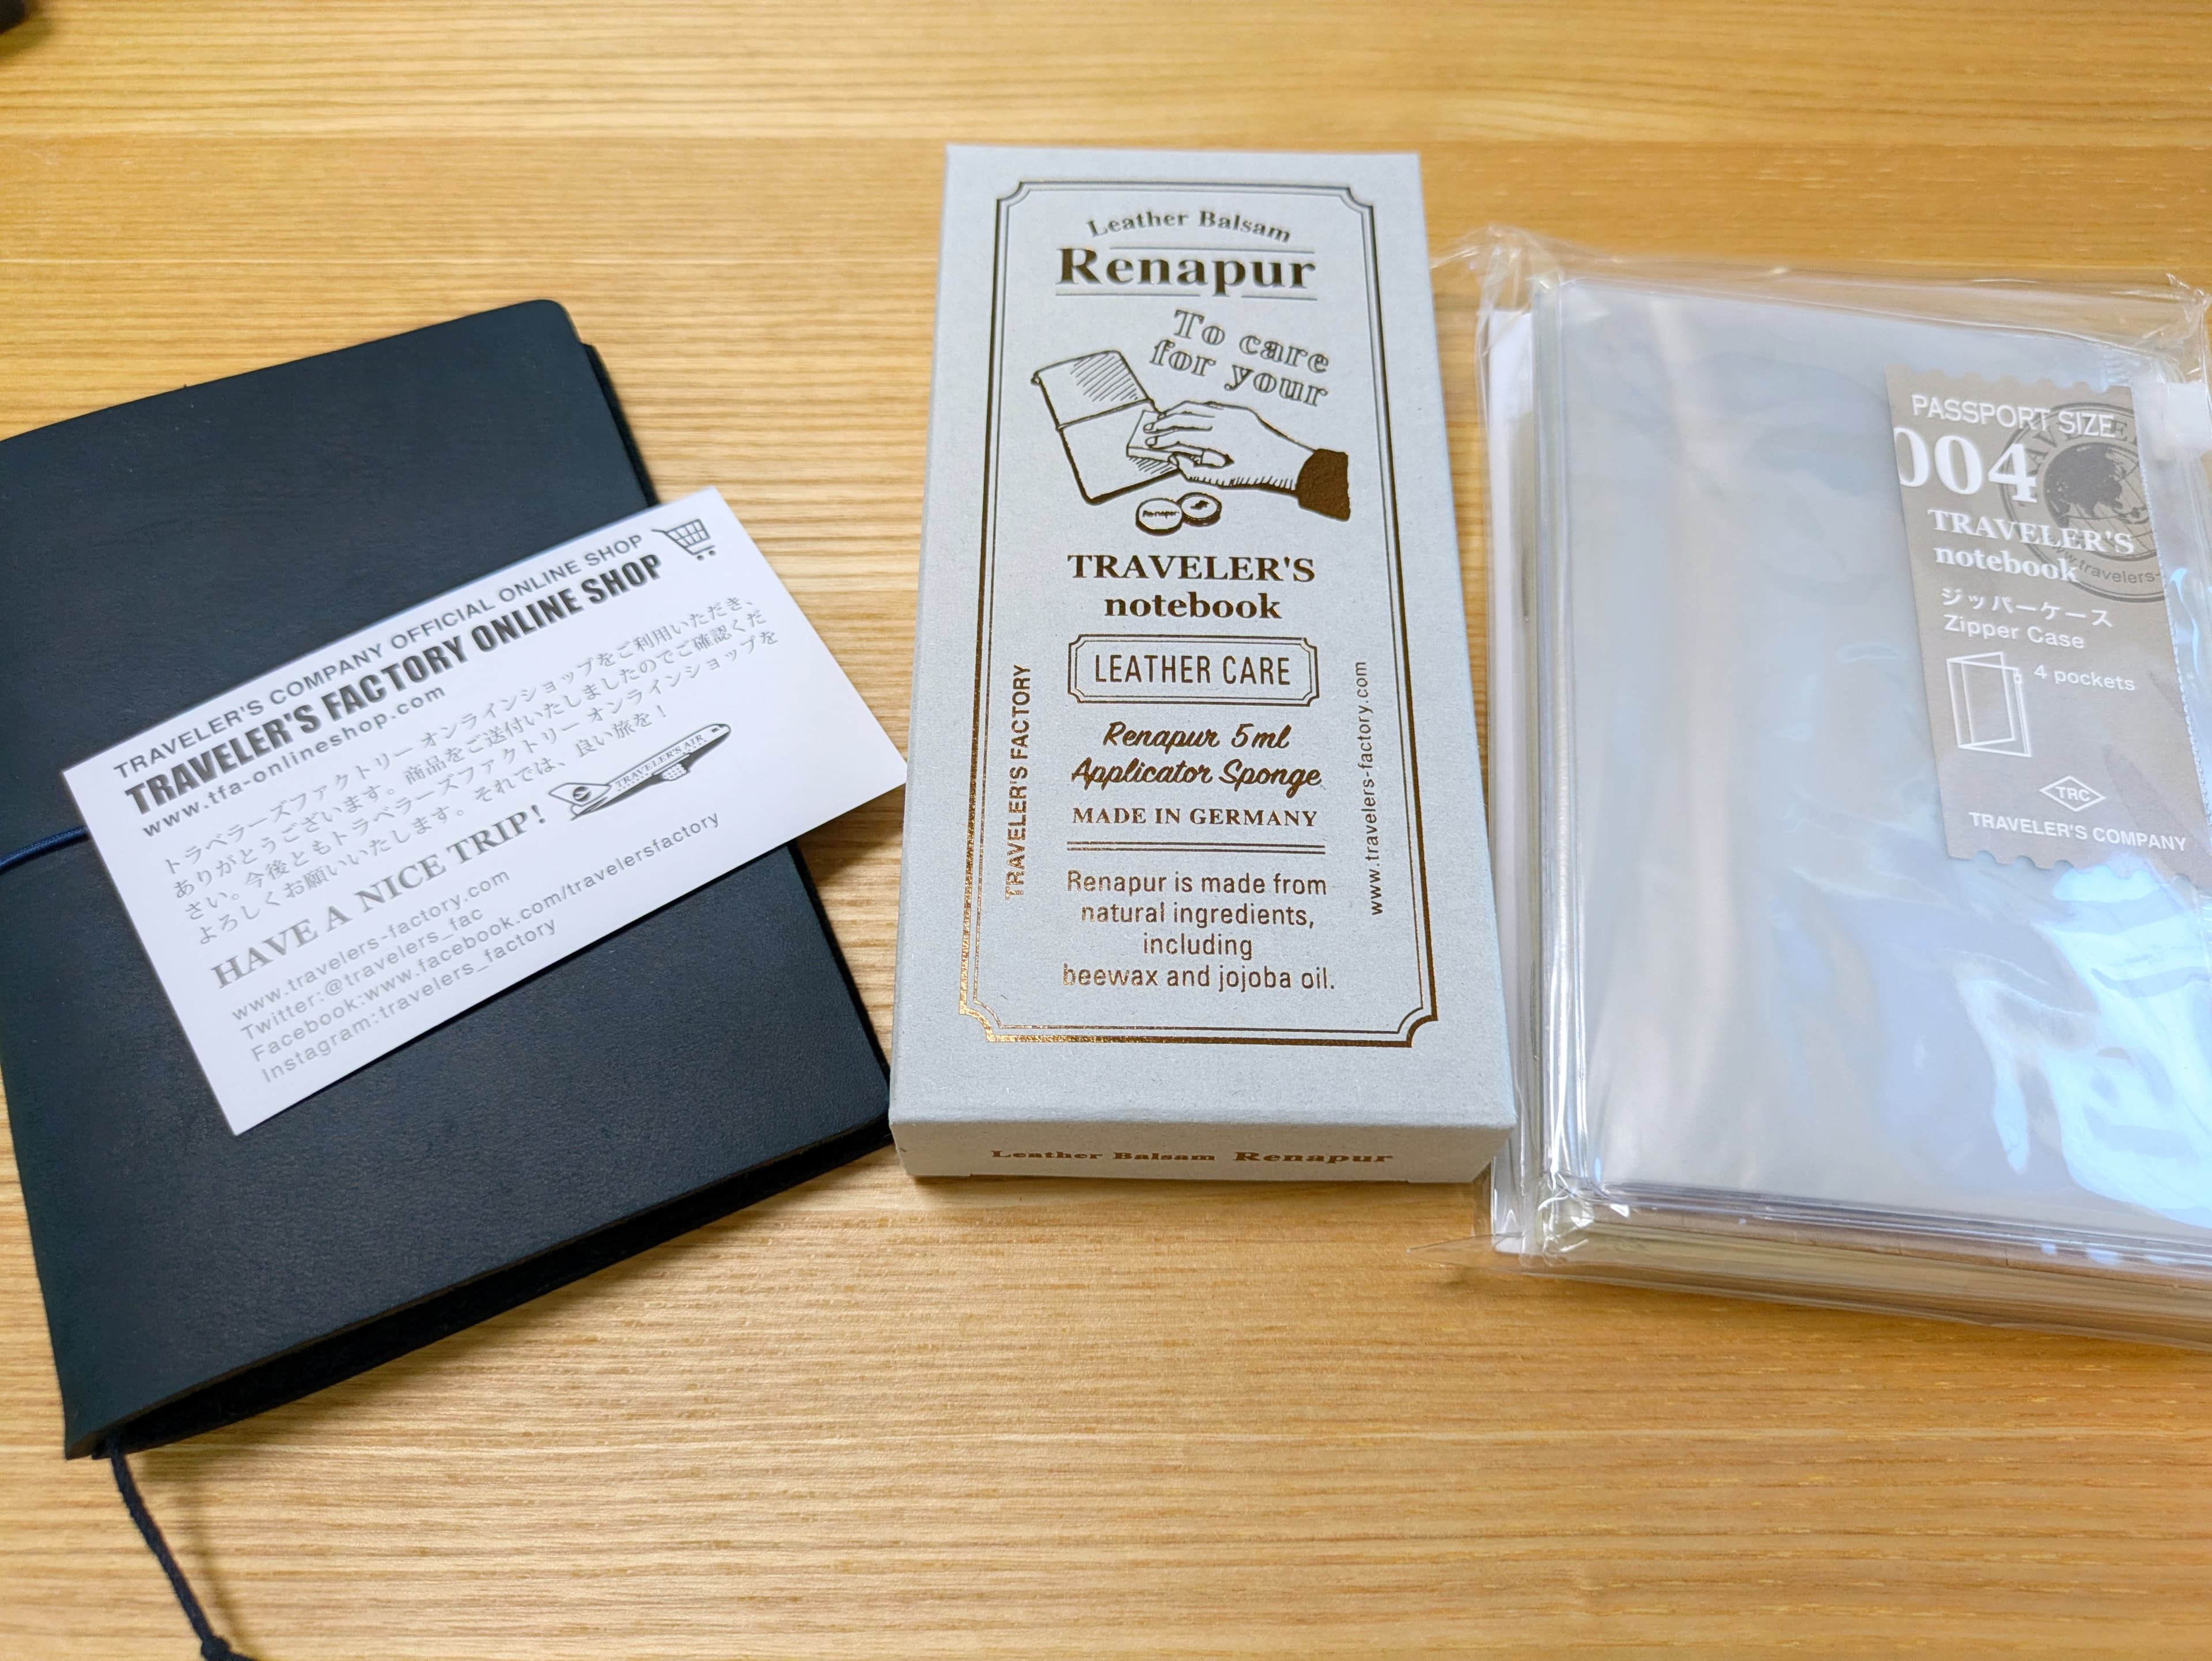 TRAVELER'S COMPANY OFFICIAL ONLINE SHOP
TRAVELER'S FACTORY ONLINE SHOP
www.tfa-onlineshop.com
トラベラーズファクトリー オンラインショップをご利用いただき、
ありがとうございます。商品をご送付いたしましたのでご確認くだ
さい。今後ともトラベラーズファクトリー オンラインショップを
よろしくお願いいたします。それでは、良い旅を！
HAVE A NICE TRIP!
TRAVELER'S AIR
www.travelers-factory.com
Twitter:@travelers_fac
Facebook:www.facebook.com/travelersfactory
Instagram:travelers_factory
Leather Balsam
Renapur
To care
for your
Renapur
TRAVELER'S
notebook
LEATHER CARE
Renapur 5ml
Applicator Sponge
MADE IN GERMANY
Renapur is made from
natural ingredients,
including
beewax and jojoba oil.
TRAVELER'S FACTORY
www.travelers-factory.com
Leather Balsam Renapur
PASSPORT SIZE
004
TRAVELER'S
notebook
ジッパーケース
Zipper Case
4 pockets
TRC
TRAVELER'S COMPANY